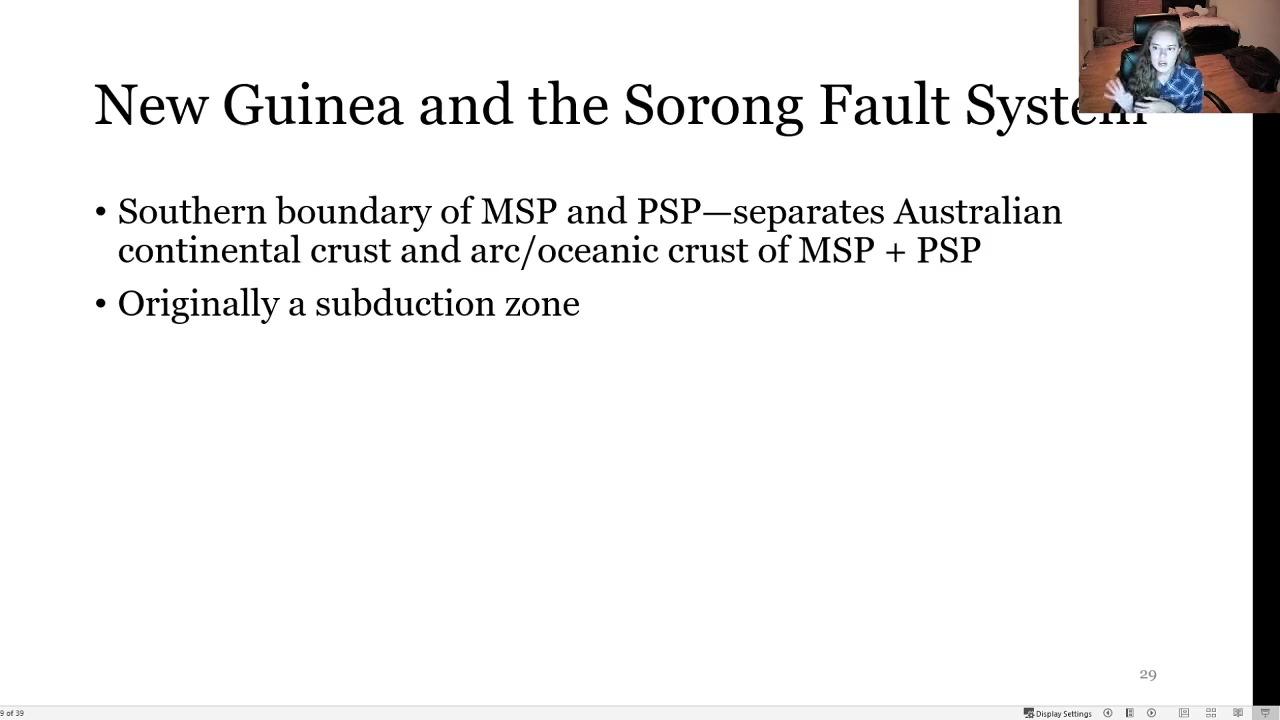 New Guinea and the Sorong Fault System
• Southern boundary of MSP and PSP—separates Australian
continental crust and arc/oceanic crust of MSP + PSP
• Originally a subduction zone
29
9 of 39
Display Settings